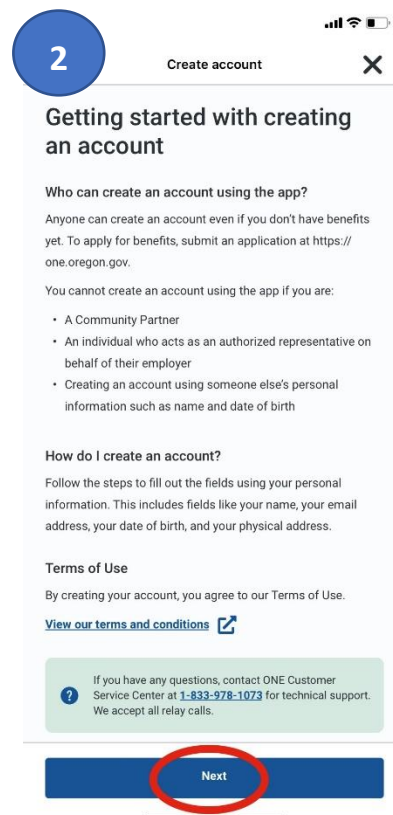 2
Create account
Getting started with creating
an account
Who can create an account using the app?
Anyone can create an account even if you don't have benefits
yet. To apply for benefits, submit an application at https://
one.oregon.gov.
You cannot create an account using the app if you are:
• A Community Partner
• An individual who acts as an authorized representative on
behalf of their employer
• Creating an account using someone else's personal
information such as name and date of birth
How do I create an account?
Follow the steps to fill out the fields using your personal
information. This includes fields like your name, your email
address, your date of birth, and your physical address.
Terms of Use
By creating your account, you agree to our Terms of Use.
View our terms and conditions
If you have any questions, contact ONE Customer
Service Center at 1-833-978-1073 for technical support.
We accept all relay calls.
Next